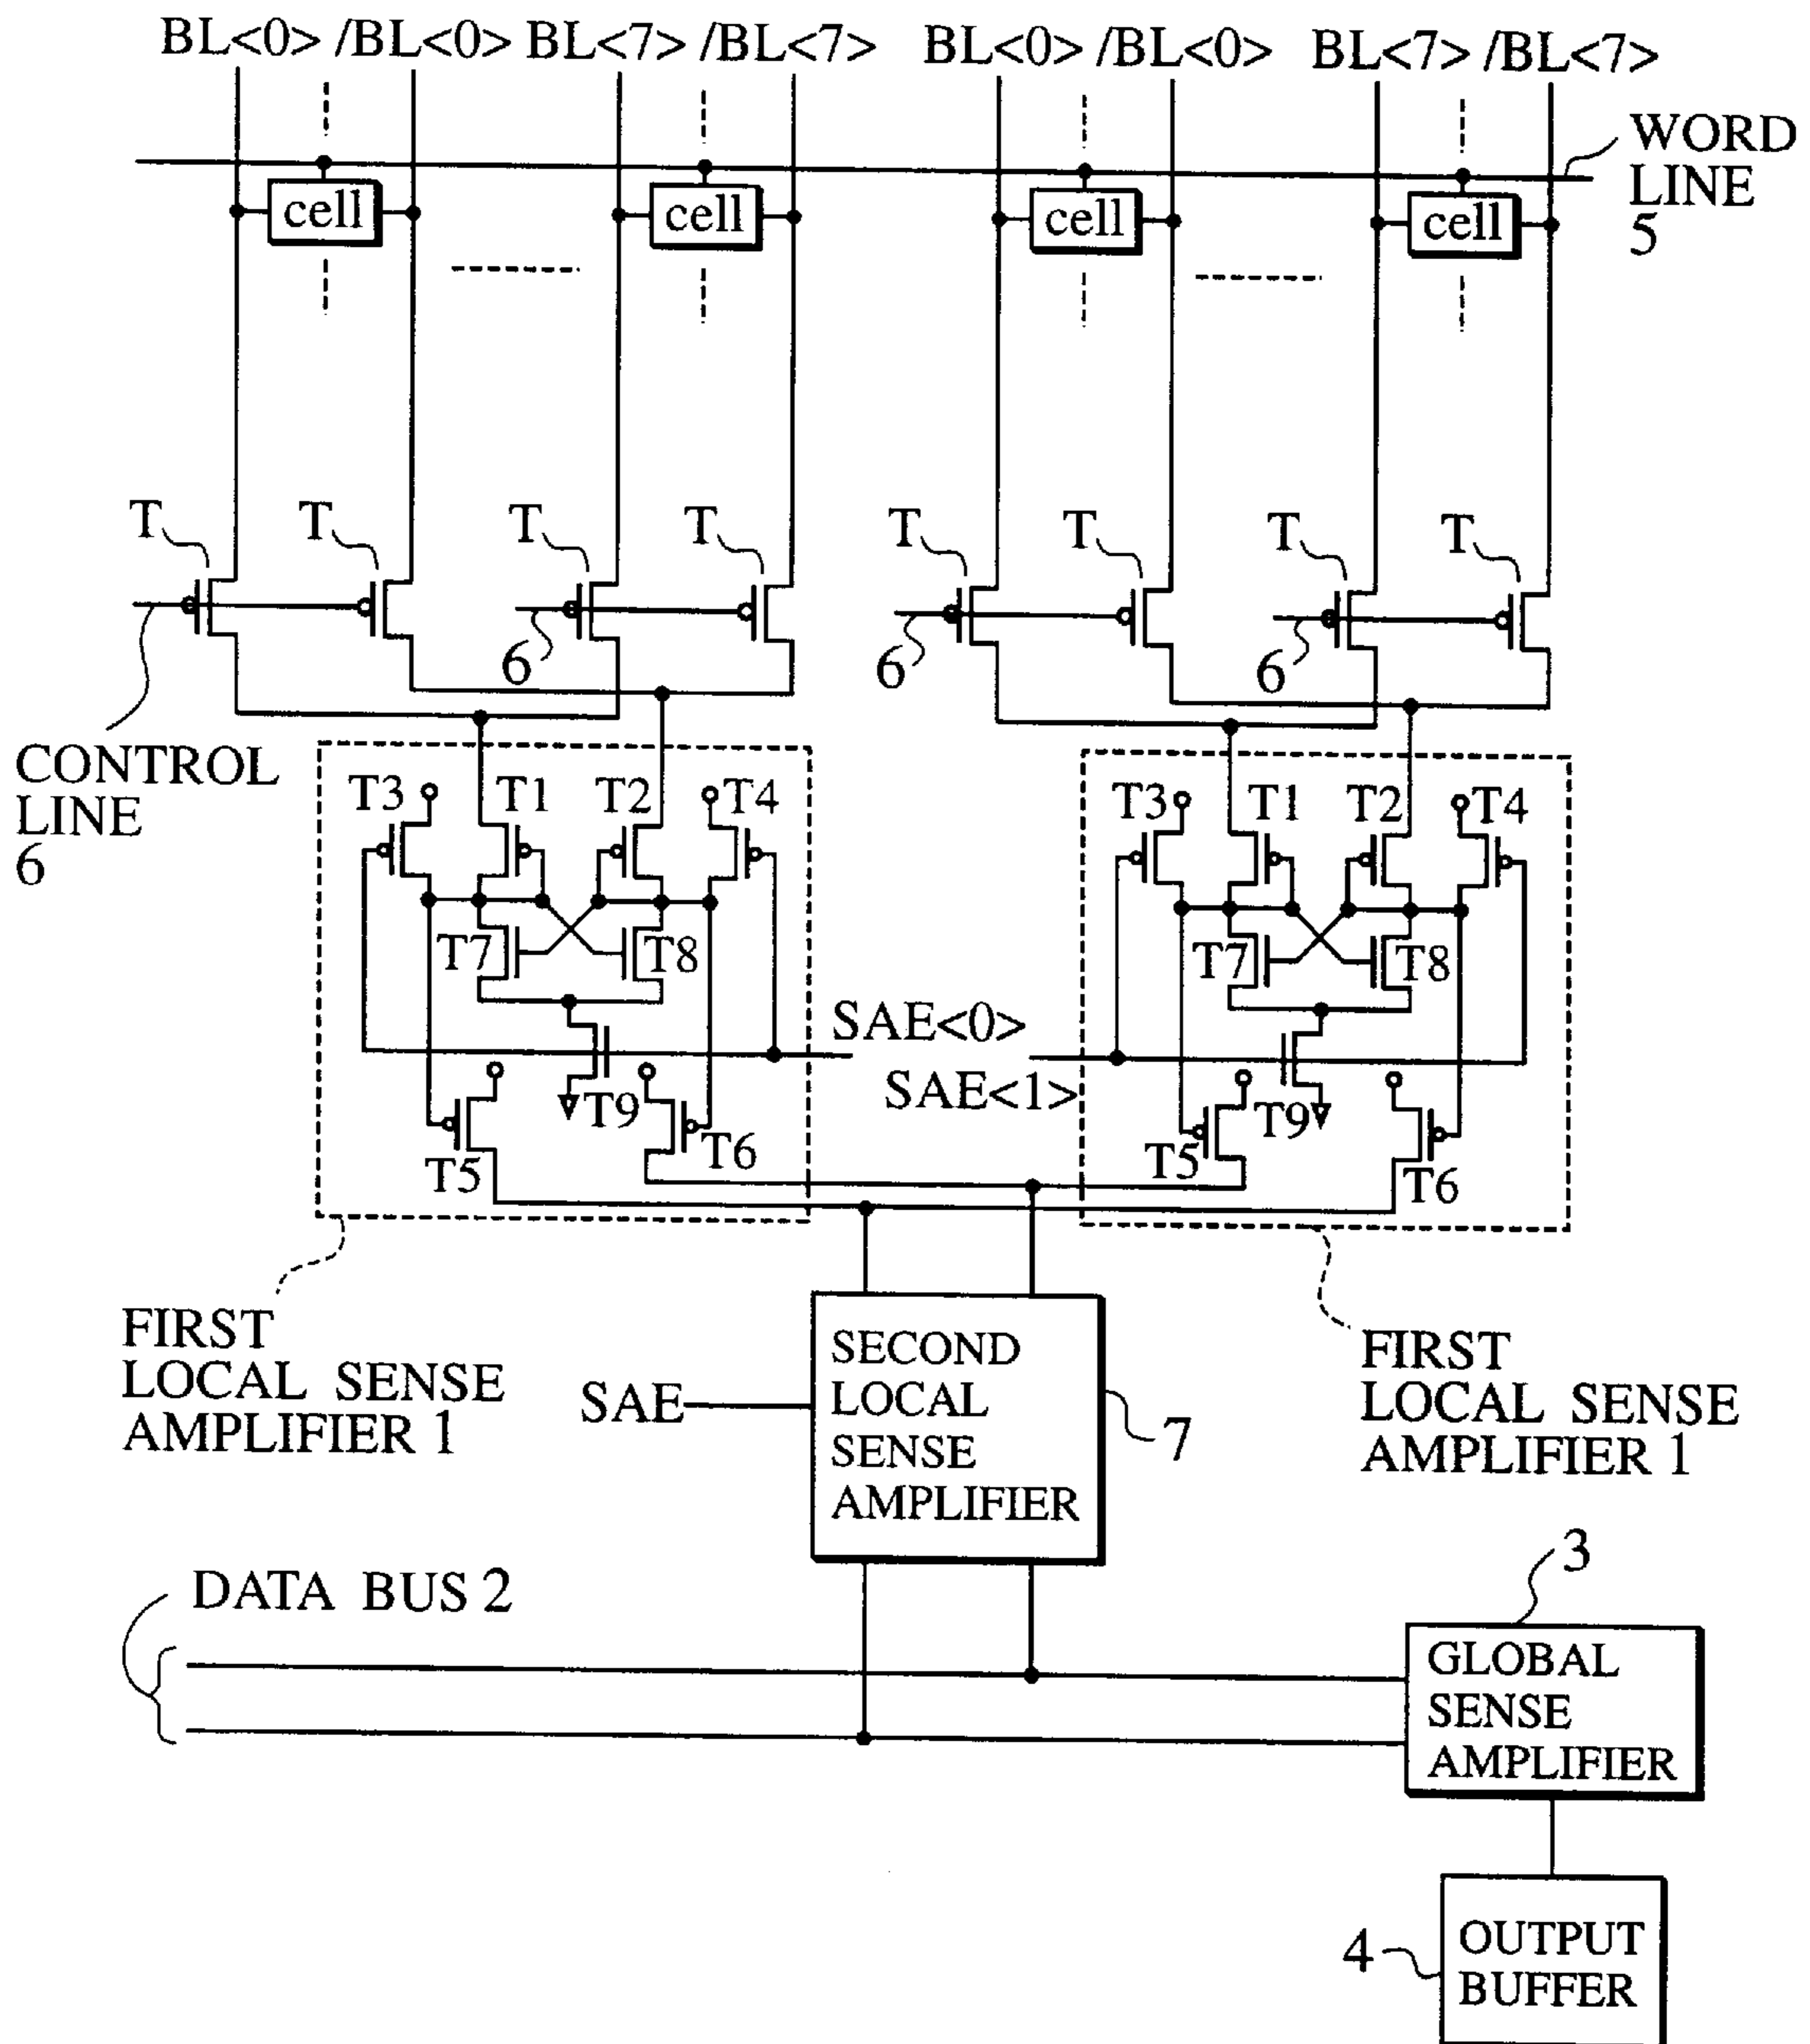 BL<0> /BL<0> BL<7> /BL<7> BL<0> /BL<0> BL<7> /BL<7>
WORD
LINE
5
cell cell cell cell
T T T T T T T T
6 6 6
CONTROL
LINE
6
T3 T1 T2 T4 T3 T1 T2 T4
T7 T8 T7 T8
SAE<0>
SAE<1>
T9 T9
T5 T6 T5 T6
FIRST
LOCAL SENSE
AMPLIFIER 1
FIRST
LOCAL SENSE
AMPLIFIER 1
SECOND
LOCAL
SENSE
AMPLIFIER
SAE
7
DATA BUS 2
3
GLOBAL
SENSE
AMPLIFIER
4
OUTPUT
BUFFER